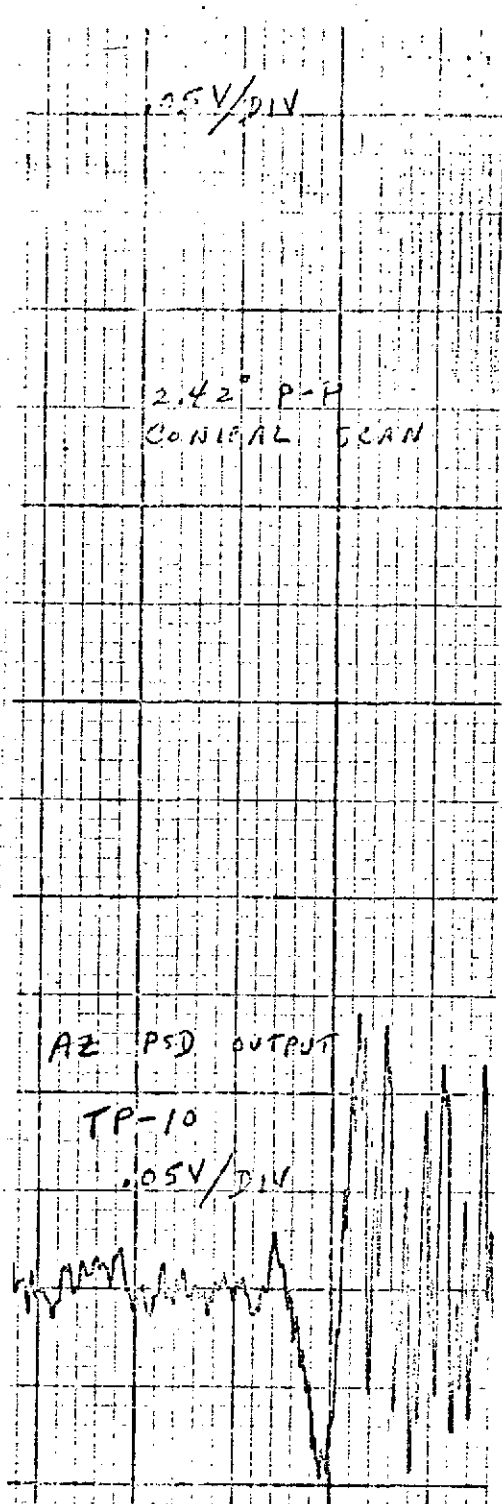 .05V/DIV
2.42° P-P
CONICAL SCAN
AZ PSD OUTPUT
TP-10
.05V/DIV